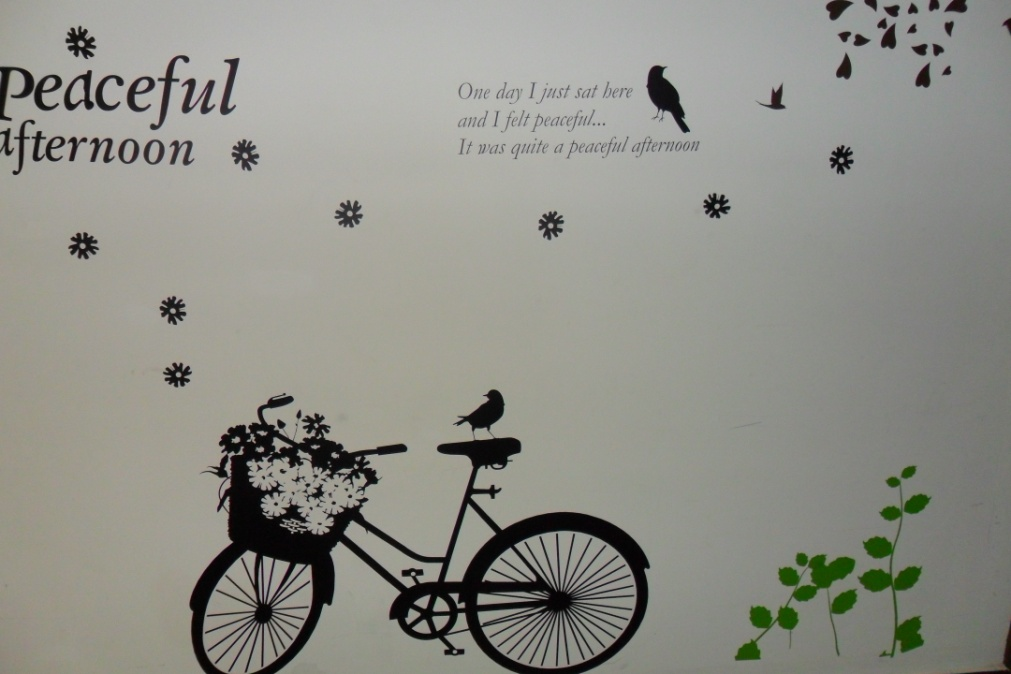 Peaceful
afternoon
One day I just sat here
and I felt peaceful...
It was quite a peaceful afternoon